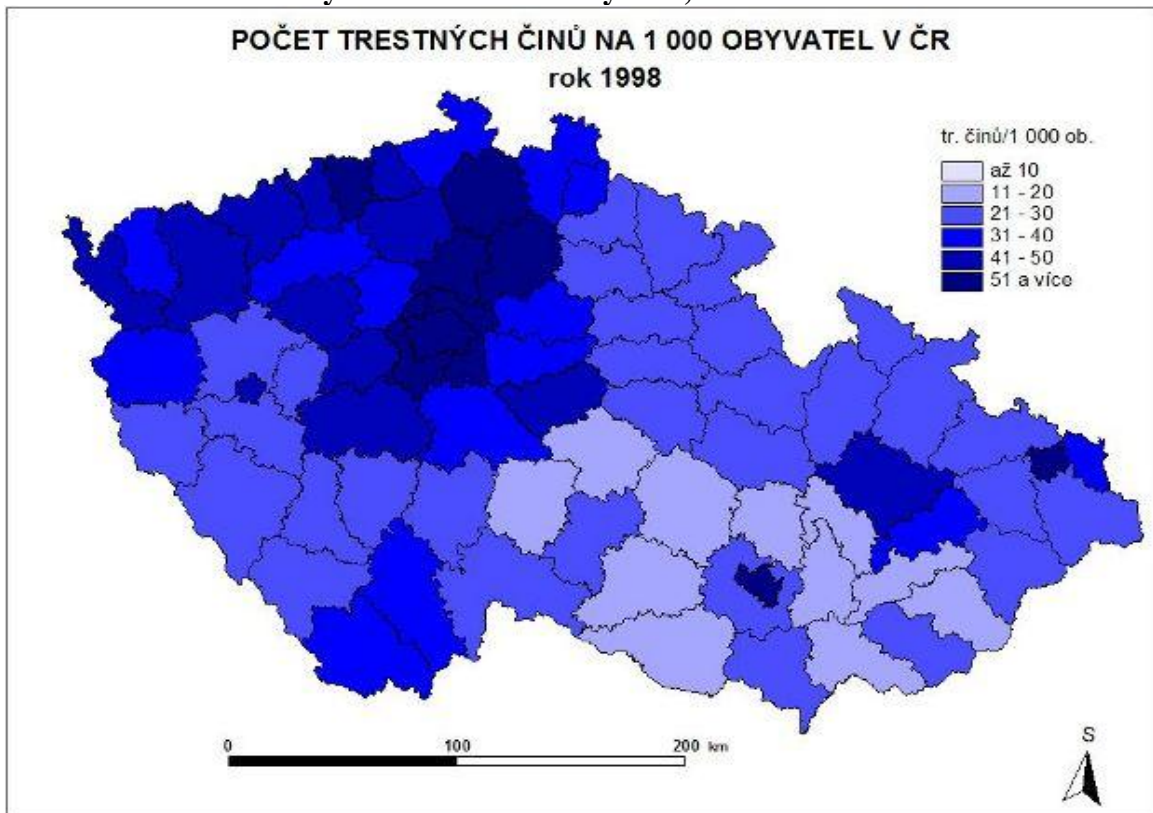 POČET TRESTNÝCH ČINŮ NA 1 000 OBYVATEL V ČR
rok 1998
tr. činů/1 000 ob.
až 10
11 - 20
21 - 30
31 - 40
41 - 50
51 a více
0 100 200 km
S